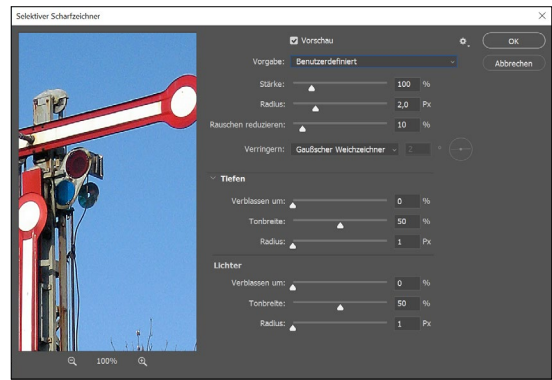 Selektiver Scharfzeichner
Vorschau
OK
Vorgabe: Benutzerdefiniert
Abbrechen
Stärke: 100 %
Radius: 2,0 Px
Rauschen reduzieren: 10 %
Verringern: Gaußscher Weichzeichner 2 °
Tiefen
Verblassen um: 0 %
Tonbreite: 50 %
Radius: 1 Px
Lichter
Verblassen um: 0 %
Tonbreite: 50 %
Radius: 1 Px
100%